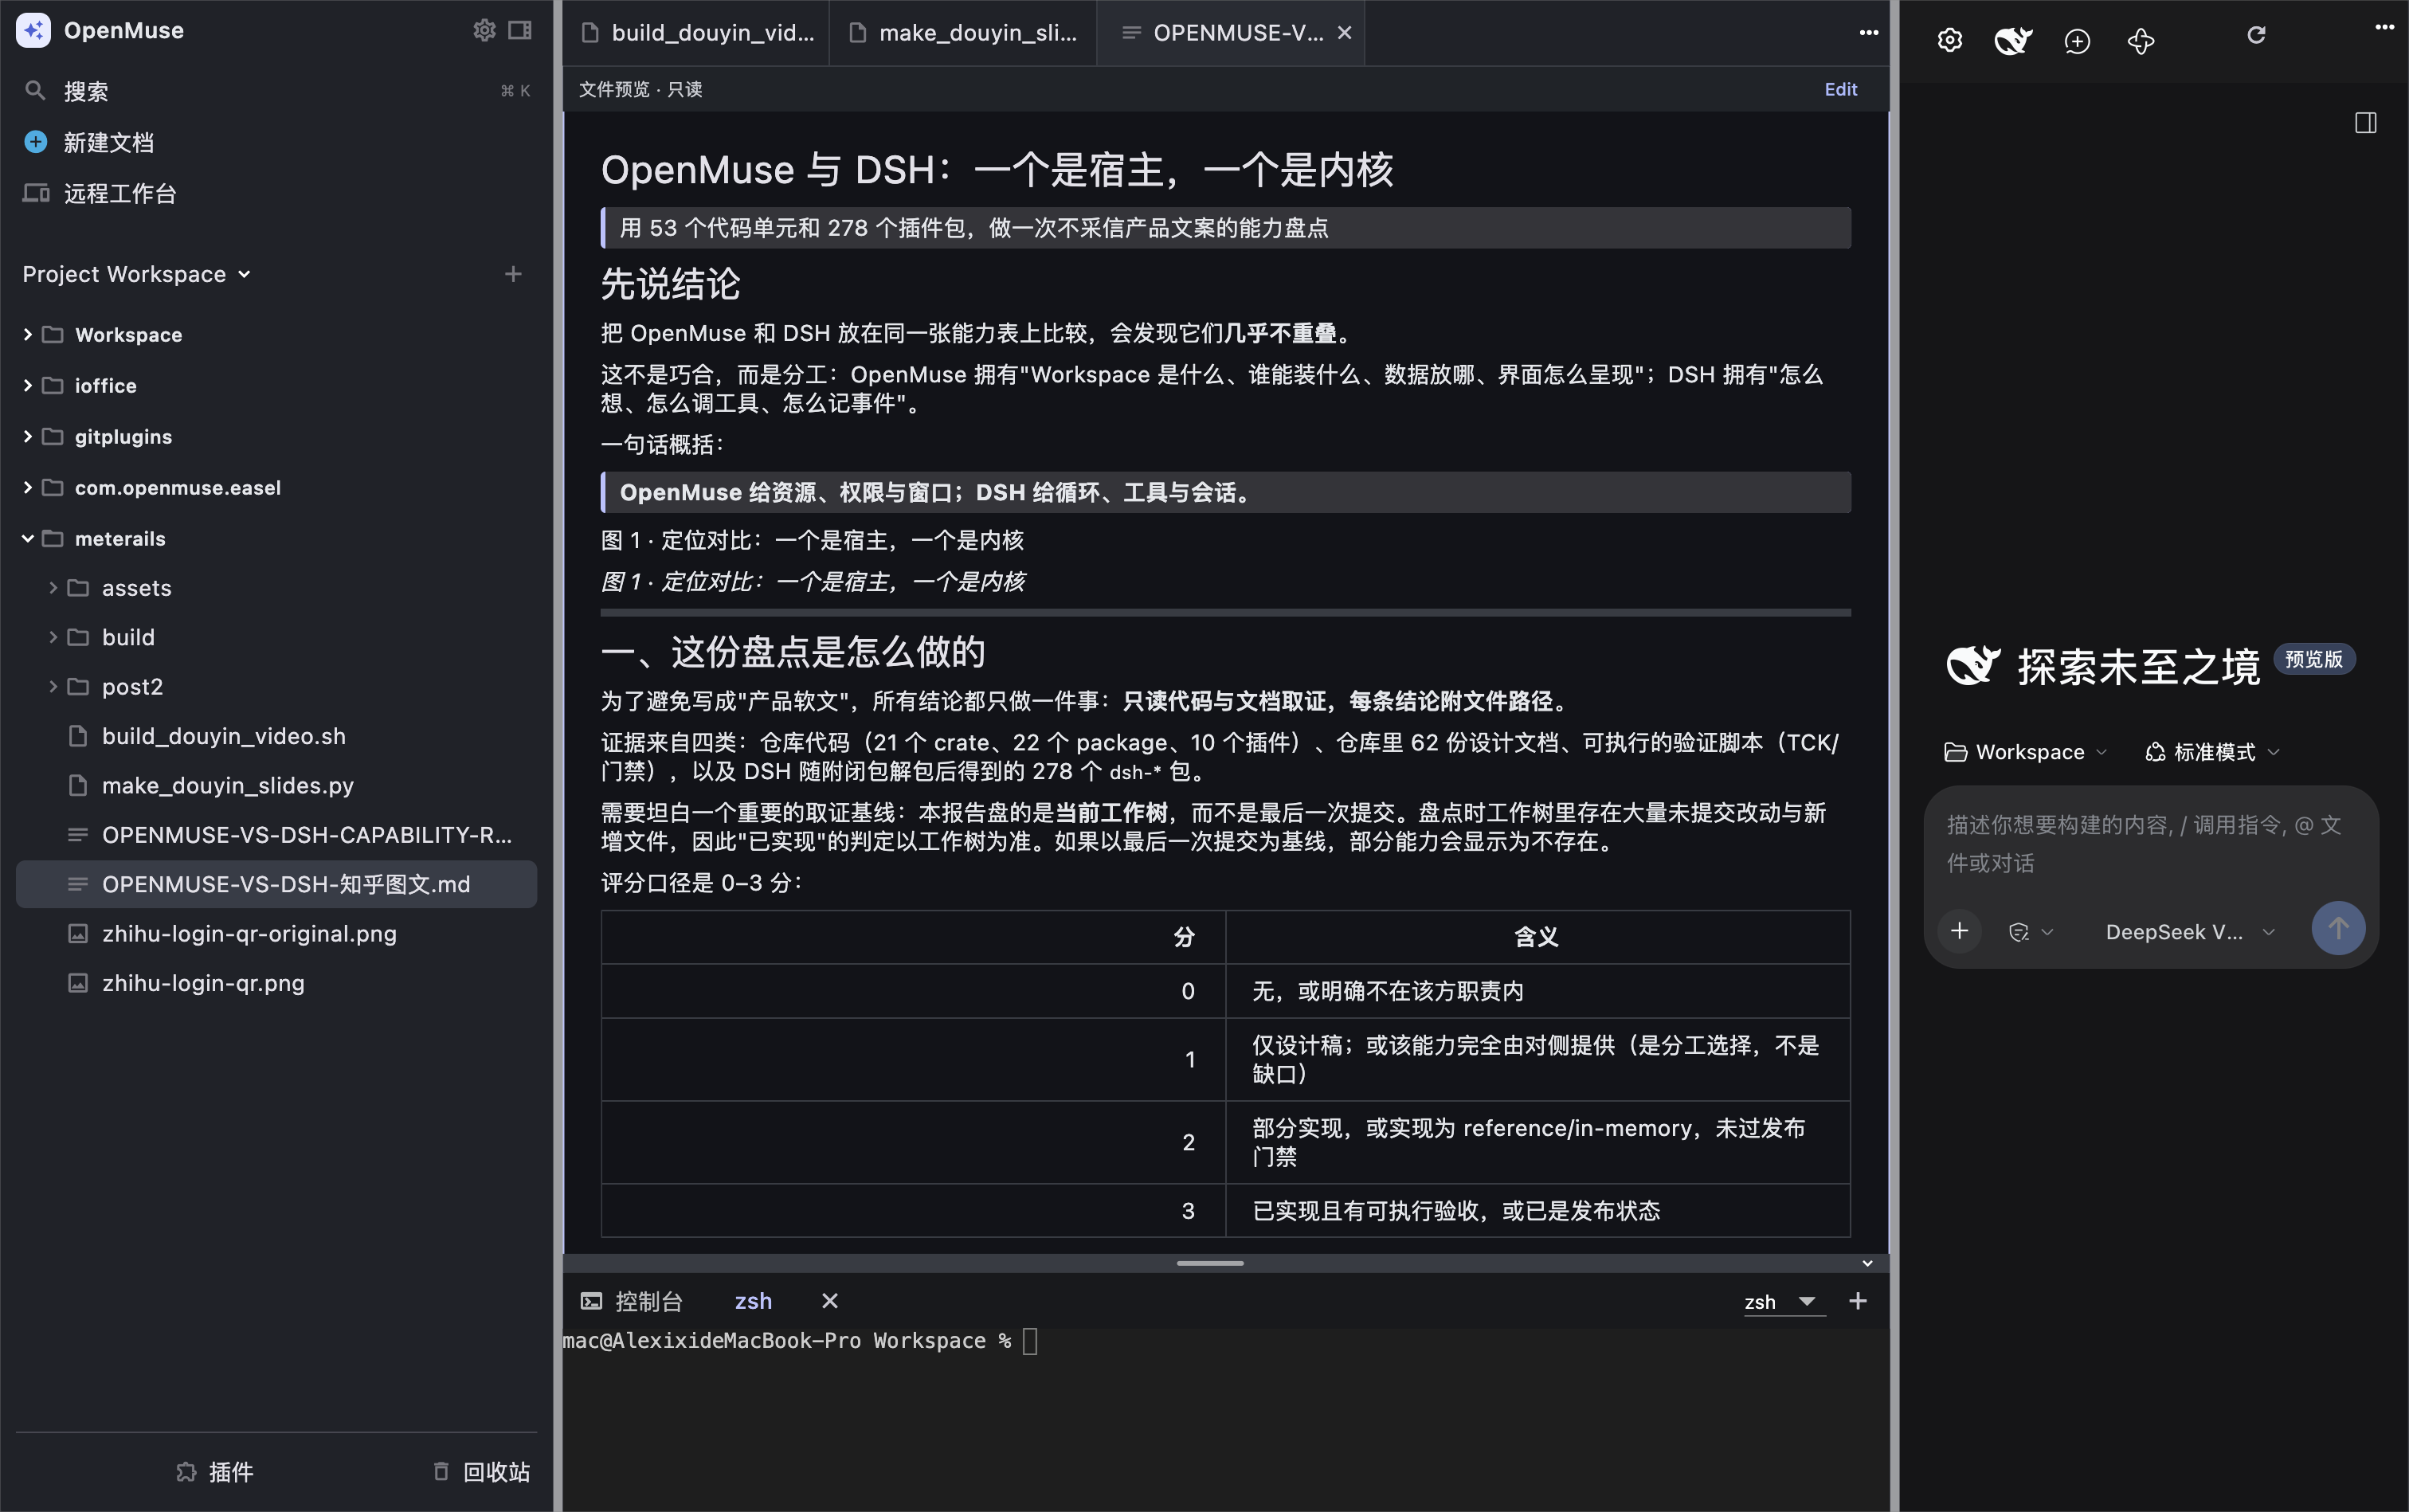 OpenMuse
搜索
⌘ K
新建文档
远程工作台
Project Workspace
Workspace
ioffice
gitplugins
com.openmuse.easel
meterails
assets
build
post2
build_douyin_video.sh
make_douyin_slides.py
OPENMUSE-VS-DSH-CAPABILITY-R...
OPENMUSE-VS-DSH-知乎图文.md
zhihu-login-qr-original.png
zhihu-login-qr.png
插件
回收站
build_douyin_vid...
make_douyin_sli...
OPENMUSE-V...
文件预览 · 只读
Edit
OpenMuse 与 DSH：一个是宿主，一个是内核
用 53 个代码单元和 278 个插件包，做一次不采信产品文案的能力盘点
先说结论
把 OpenMuse 和 DSH 放在同一张能力表上比较，会发现它们几乎不重叠。
这不是巧合，而是分工：OpenMuse 拥有"Workspace 是什么、谁能装什么、数据放哪、界面怎么呈现"；DSH 拥有"怎么
想、怎么调工具、怎么记事件"。
一句话概括：
OpenMuse 给资源、权限与窗口；DSH 给循环、工具与会话。
图 1 · 定位对比：一个是宿主，一个是内核
图 1 · 定位对比：一个是宿主，一个是内核
一、这份盘点是怎么做的
为了避免写成"产品软文"，所有结论都只做一件事：只读代码与文档取证，每条结论附文件路径。
证据来自四类：仓库代码（21 个 crate、22 个 package、10 个插件）、仓库里 62 份设计文档、可执行的验证脚本（TCK/
门禁），以及 DSH 随附闭包解包后得到的 278 个 dsh-* 包。
需要坦白一个重要的取证基线：本报告盘的是当前工作树，而不是最后一次提交。盘点时工作树里存在大量未提交改动与新
增文件，因此"已实现"的判定以工作树为准。如果以最后一次提交为基线，部分能力会显示为不存在。
评分口径是 0–3 分：
分
含义
0
无，或明确不在该方职责内
1
仅设计稿；或该能力完全由对侧提供（是分工选择，不是
缺口）
2
部分实现，或实现为 reference/in-memory，未过发布
门禁
3
已实现且有可执行验收，或已是发布状态
控制台
zsh
zsh
mac@AlexixideMacBook-Pro Workspace %
探索未至之境
预览版
Workspace
标准模式
描述你想要构建的内容, / 调用指令, @ 文
件或对话
DeepSeek V...